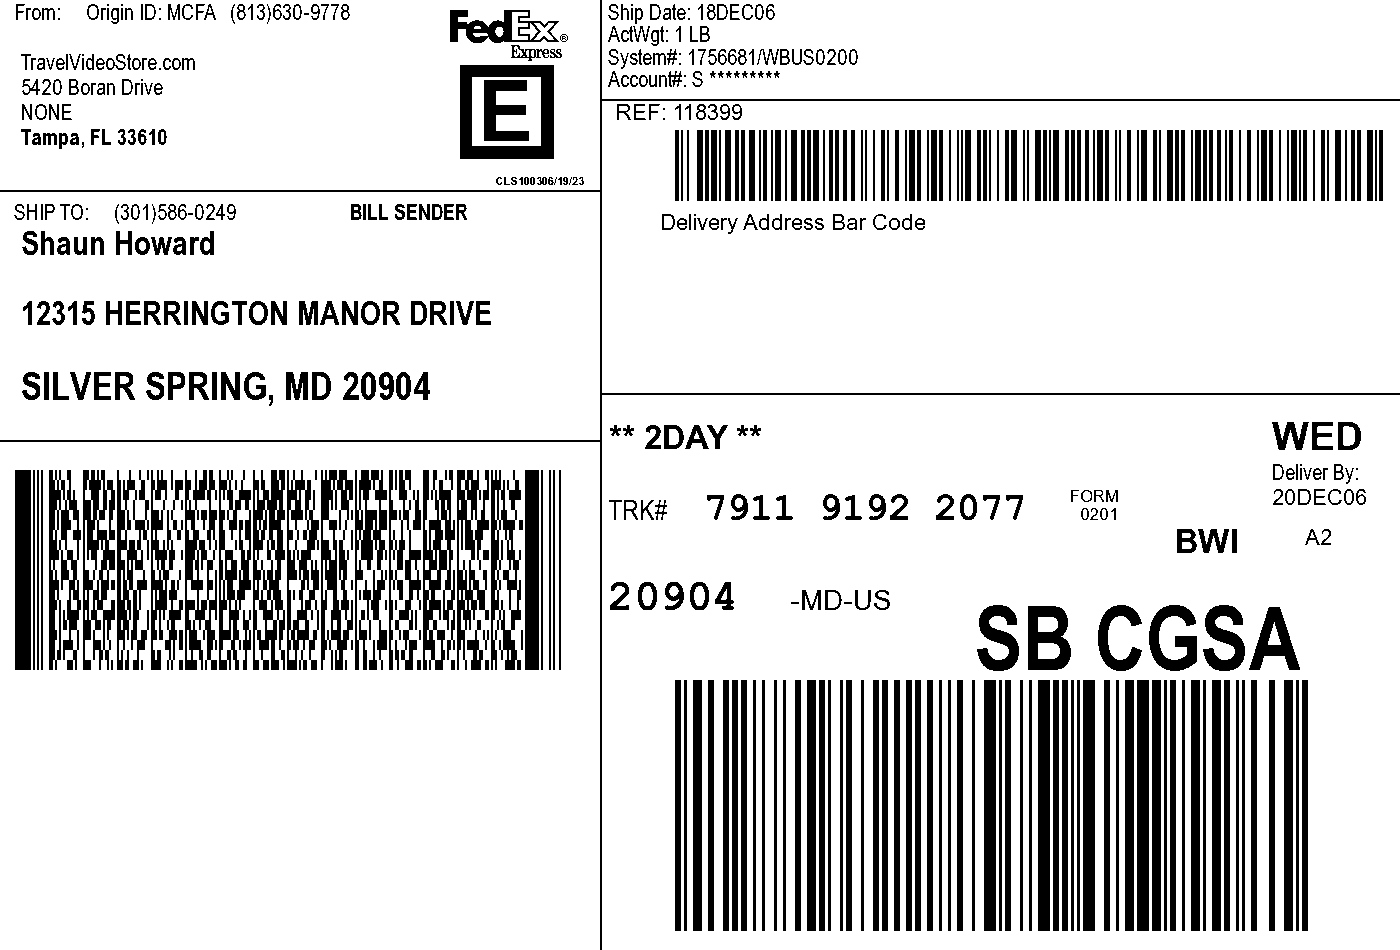 From: Origin ID: MCFA (813)630-9778
TravelVideoStore.com
5420 Boran Drive
NONE
Tampa, FL 33610
FedEx®
Express
E
CLS100306/19/23
SHIP TO: (301)586-0249 BILL SENDER
Shaun Howard
12315 HERRINGTON MANOR DRIVE
SILVER SPRING, MD 20904
Ship Date: 18DEC06
ActWgt: 1 LB
System#: 1756681/WBUS0200
Account#: S *********
REF: 118399
Delivery Address Bar Code
** 2DAY **
WED
Deliver By:
20DEC06
TRK# 7911 9192 2077 FORM
0201
BWI A2
20904 -MD-US
SB CGSA